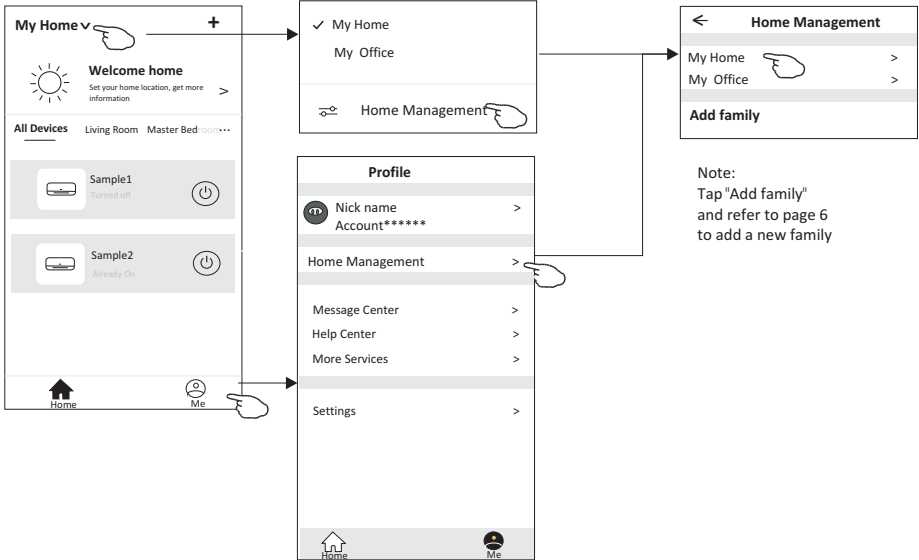 My Home
+
Welcome home
Set your home location, get more
information
>
All Devices Living Room Master Bedroom...
Sample1
Turned off
Sample2
Already On
Home
Me
✓ My Home
My Office
Home Management
Profile
Nick name >
Account******
Home Management >
Message Center >
Help Center >
More Services >
Settings >
Home
Me
← Home Management
My Home >
My Office >
Add family
Note:
Tap "Add family"
and refer to page 6
to add a new family